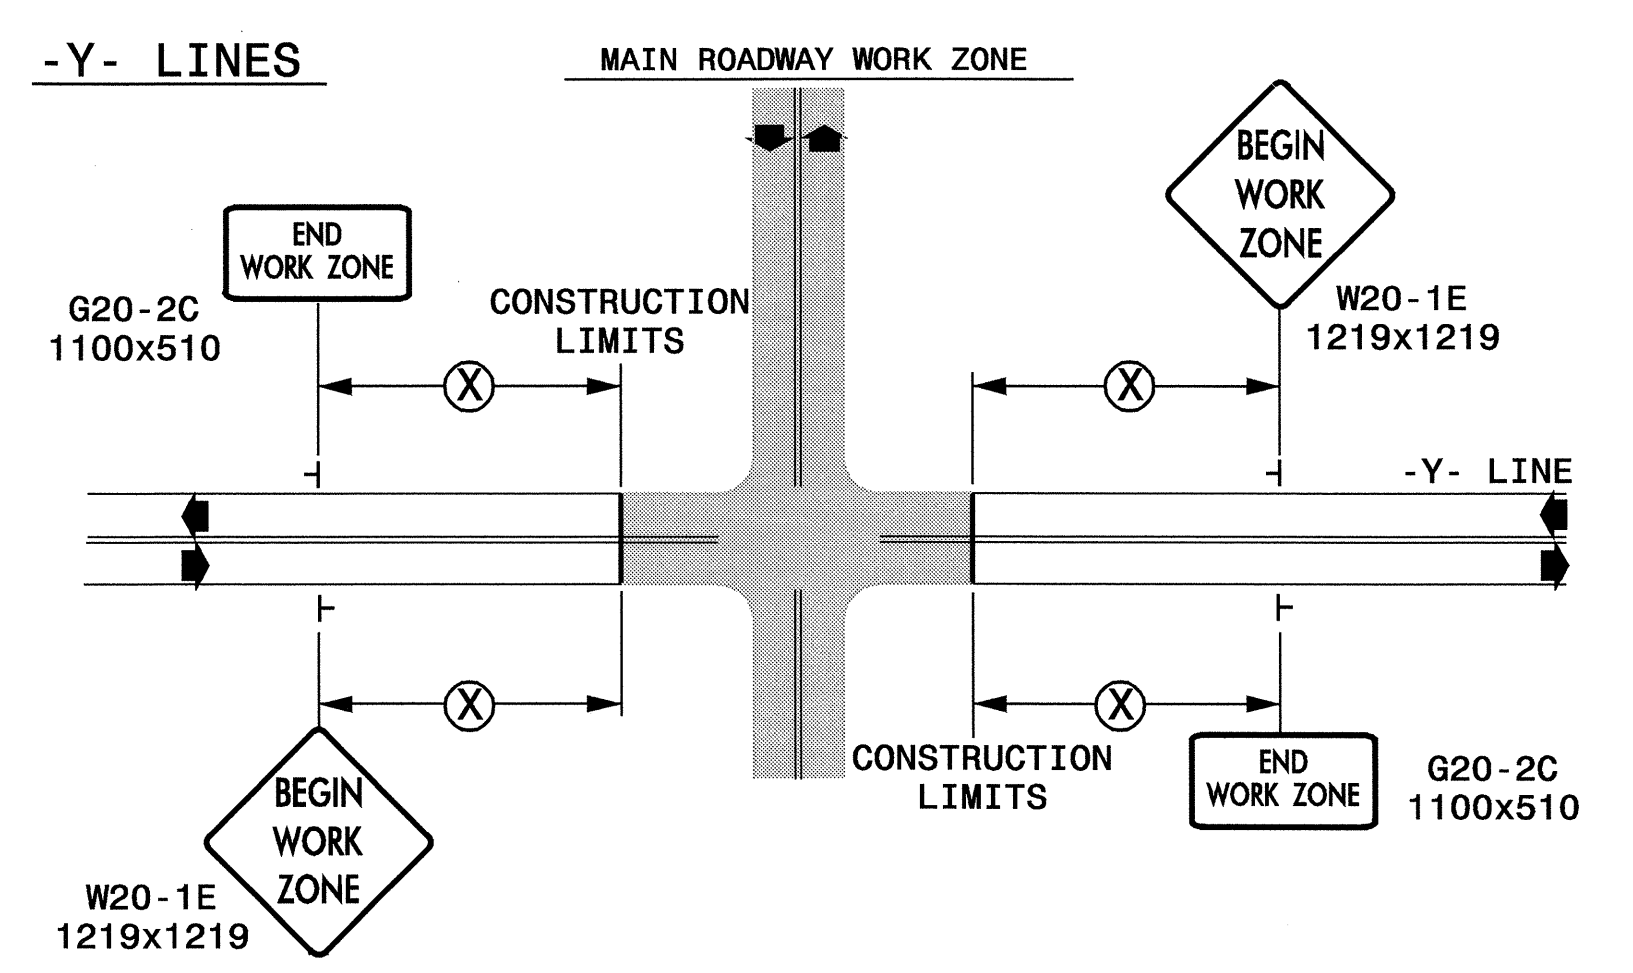 -Y- LINES
MAIN ROADWAY WORK ZONE
BEGIN
WORK
ZONE
W20-1E
1219x1219
END
WORK ZONE
G20-2C
1100x510
CONSTRUCTION
LIMITS
X
X
-Y- LINE
X
X
BEGIN
WORK
ZONE
W20-1E
1219x1219
CONSTRUCTION
LIMITS
END
WORK ZONE
G20-2C
1100x510